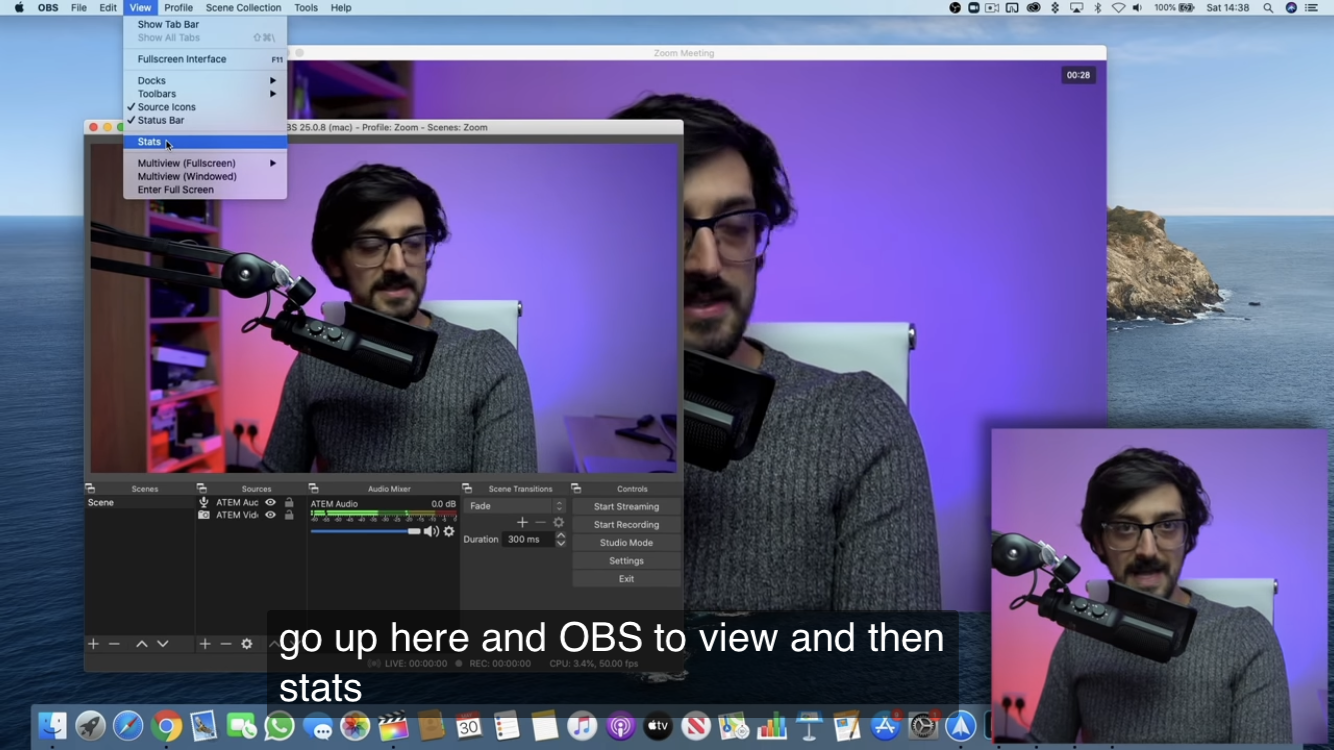 OBS File Edit View Profile Scene Collection Tools Help
100% Sat 14:38
Show Tab Bar
Show All Tabs ⇧⌘\
Fullscreen Interface F11
Docks
Toolbars
Source Icons
Status Bar
Stats
Multiview (Fullscreen)
Multiview (Windowed)
Enter Full Screen
Zoom Meeting
00:28
OBS 25.0.8 (mac) - Profile: Zoom - Scenes: Zoom
Scenes Sources Audio Mixer Scene Transitions Controls
Scene
ATEM Auc
ATEM Vid
ATEM Audio 0.0 dB
Fade
Duration 300 ms
Start Streaming
Start Recording
Studio Mode
Settings
Exit
LIVE: 00:00:00 REC: 00:00:00 CPU: 3.4%, 50.00 fps
go up here and OBS to view and then
stats
30
tv